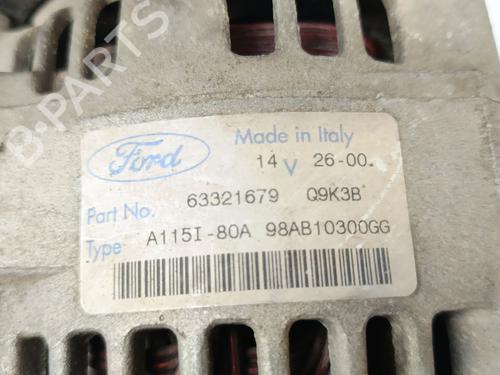 B-PARTS
Ford
Made in Italy
14 V 26-00.
Part No. 63321679 Q9K3B
Type A115I-80A 98AB10300GG